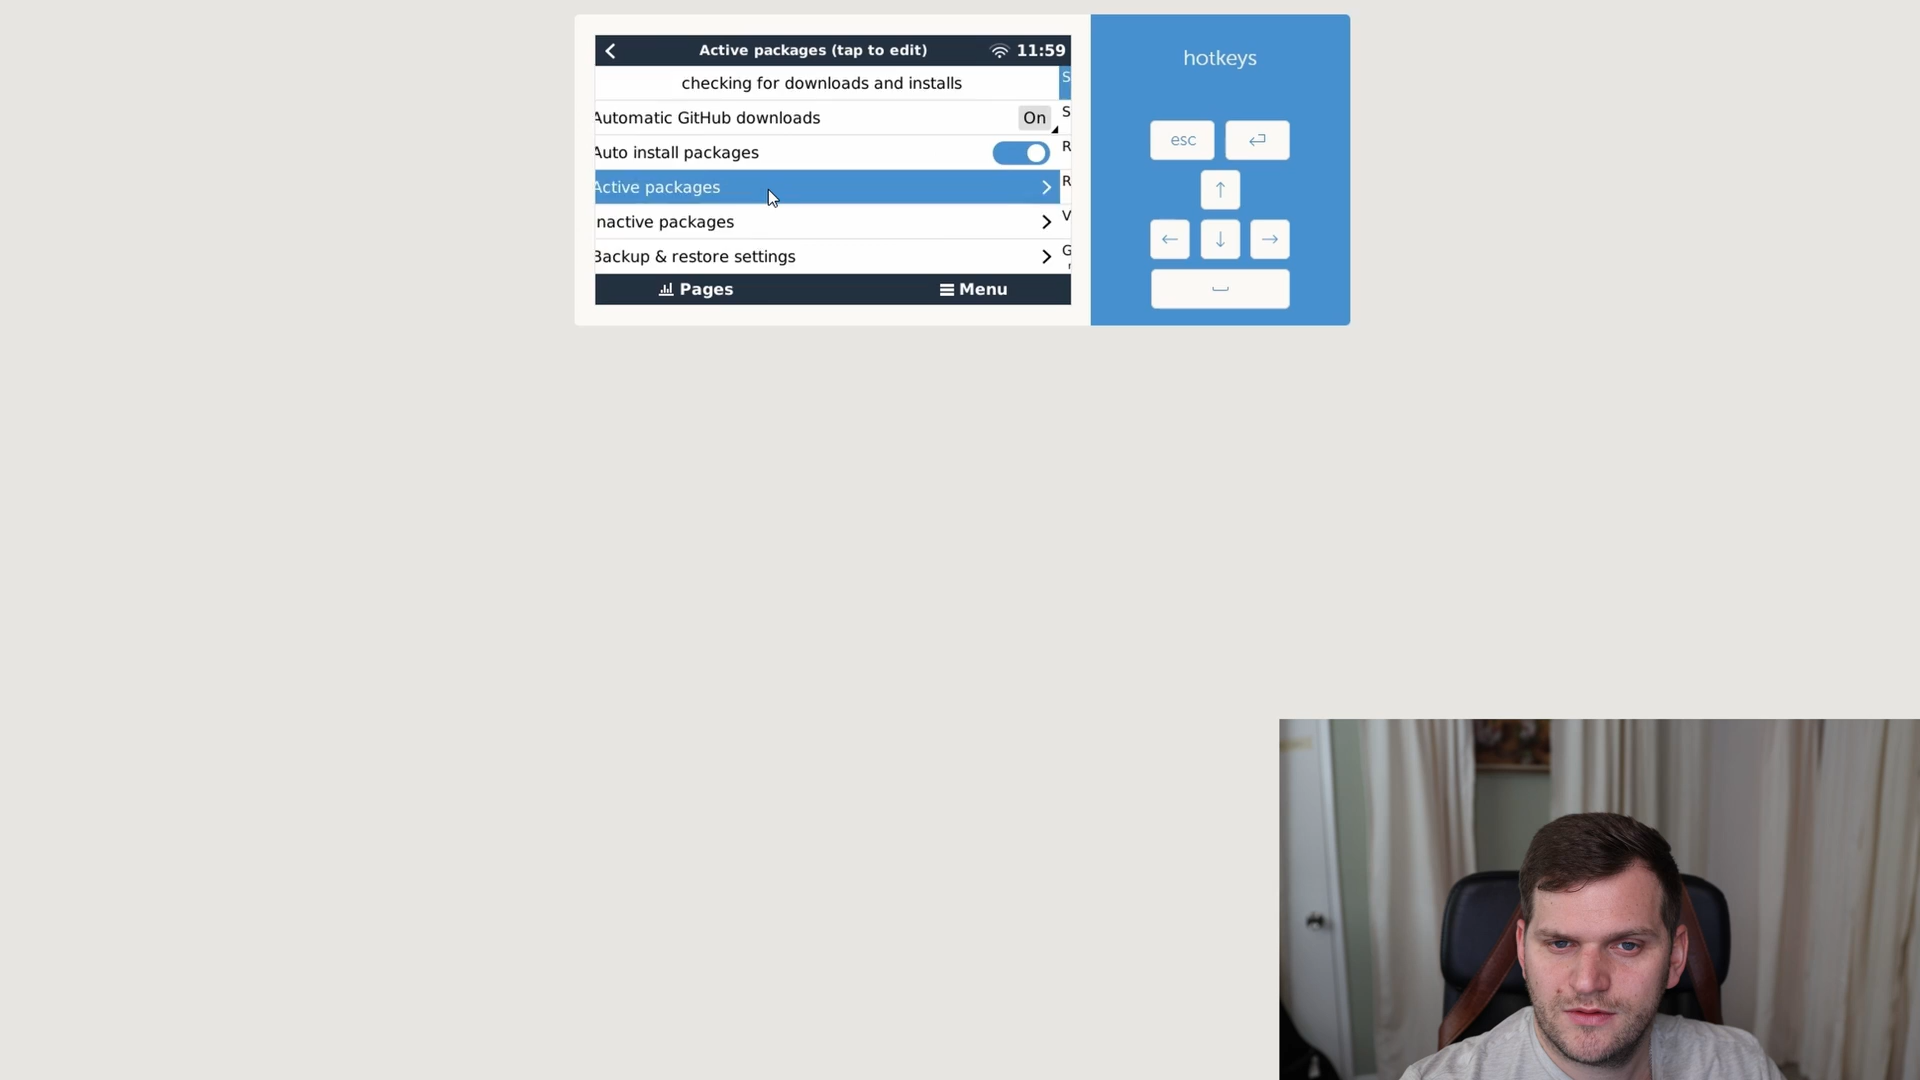 Active packages (tap to edit) 11:59
checking for downloads and installs
S
Automatic GitHub downloads On
S
Auto install packages
R
Active packages
R
nactive packages
V
Backup & restore settings
G
Pages Menu
hotkeys
esc